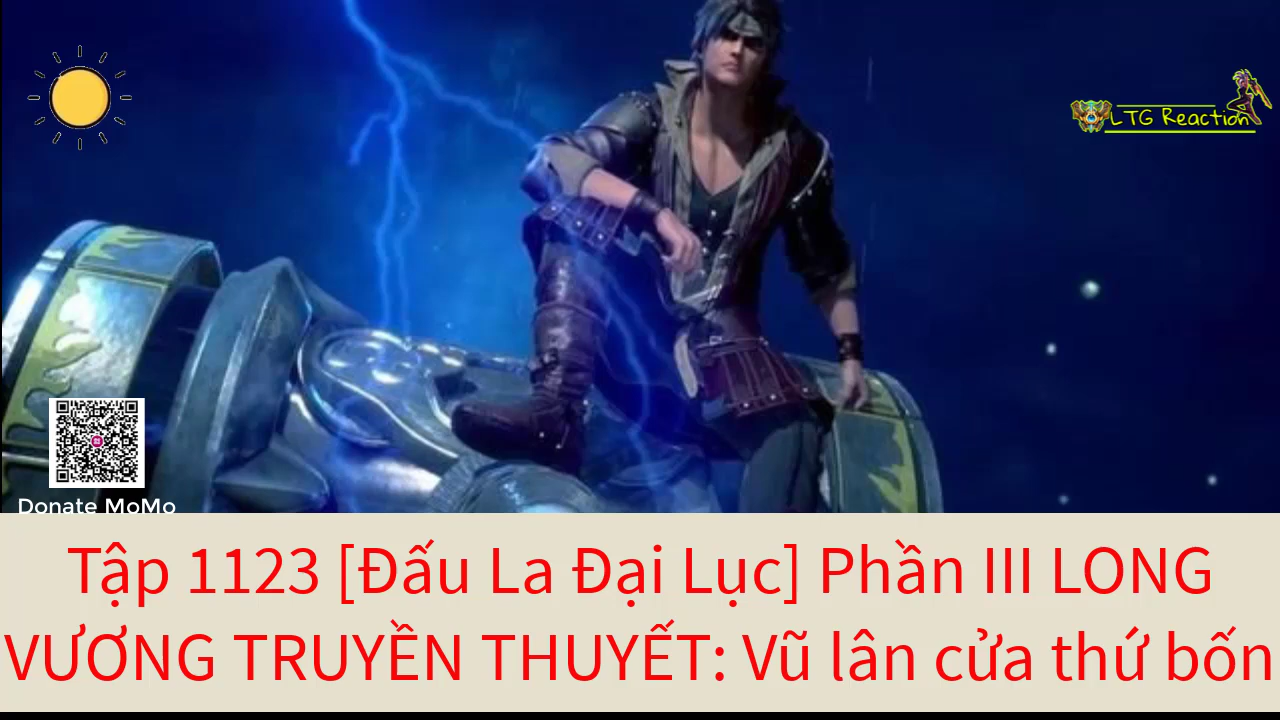 LTG Reaction
Donate MoMo
Tập 1123 [Đấu La Đại Lục] Phần III LONG
VƯƠNG TRUYỀN THUYẾT: Vũ lân cửa thứ bốn